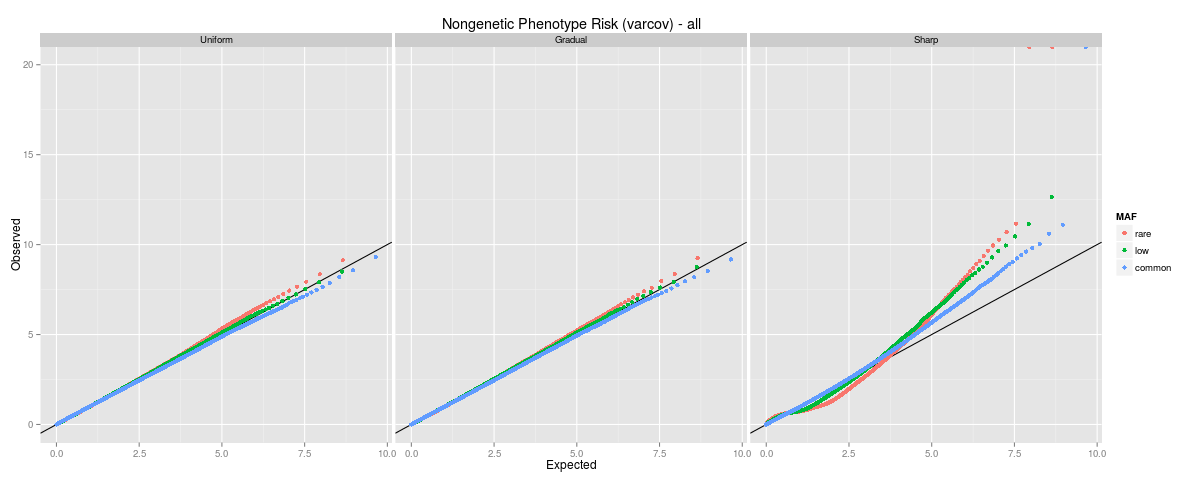 Nongenetic Phenotype Risk (varcov) - all
Uniform Gradual Sharp
20
15
10
5
0
Observed
0.0 2.5 5.0 7.5 10.0 0.0 2.5 5.0 7.5 10.0 0.0 2.5 5.0 7.5 10.0
Expected
MAF
rare
low
common